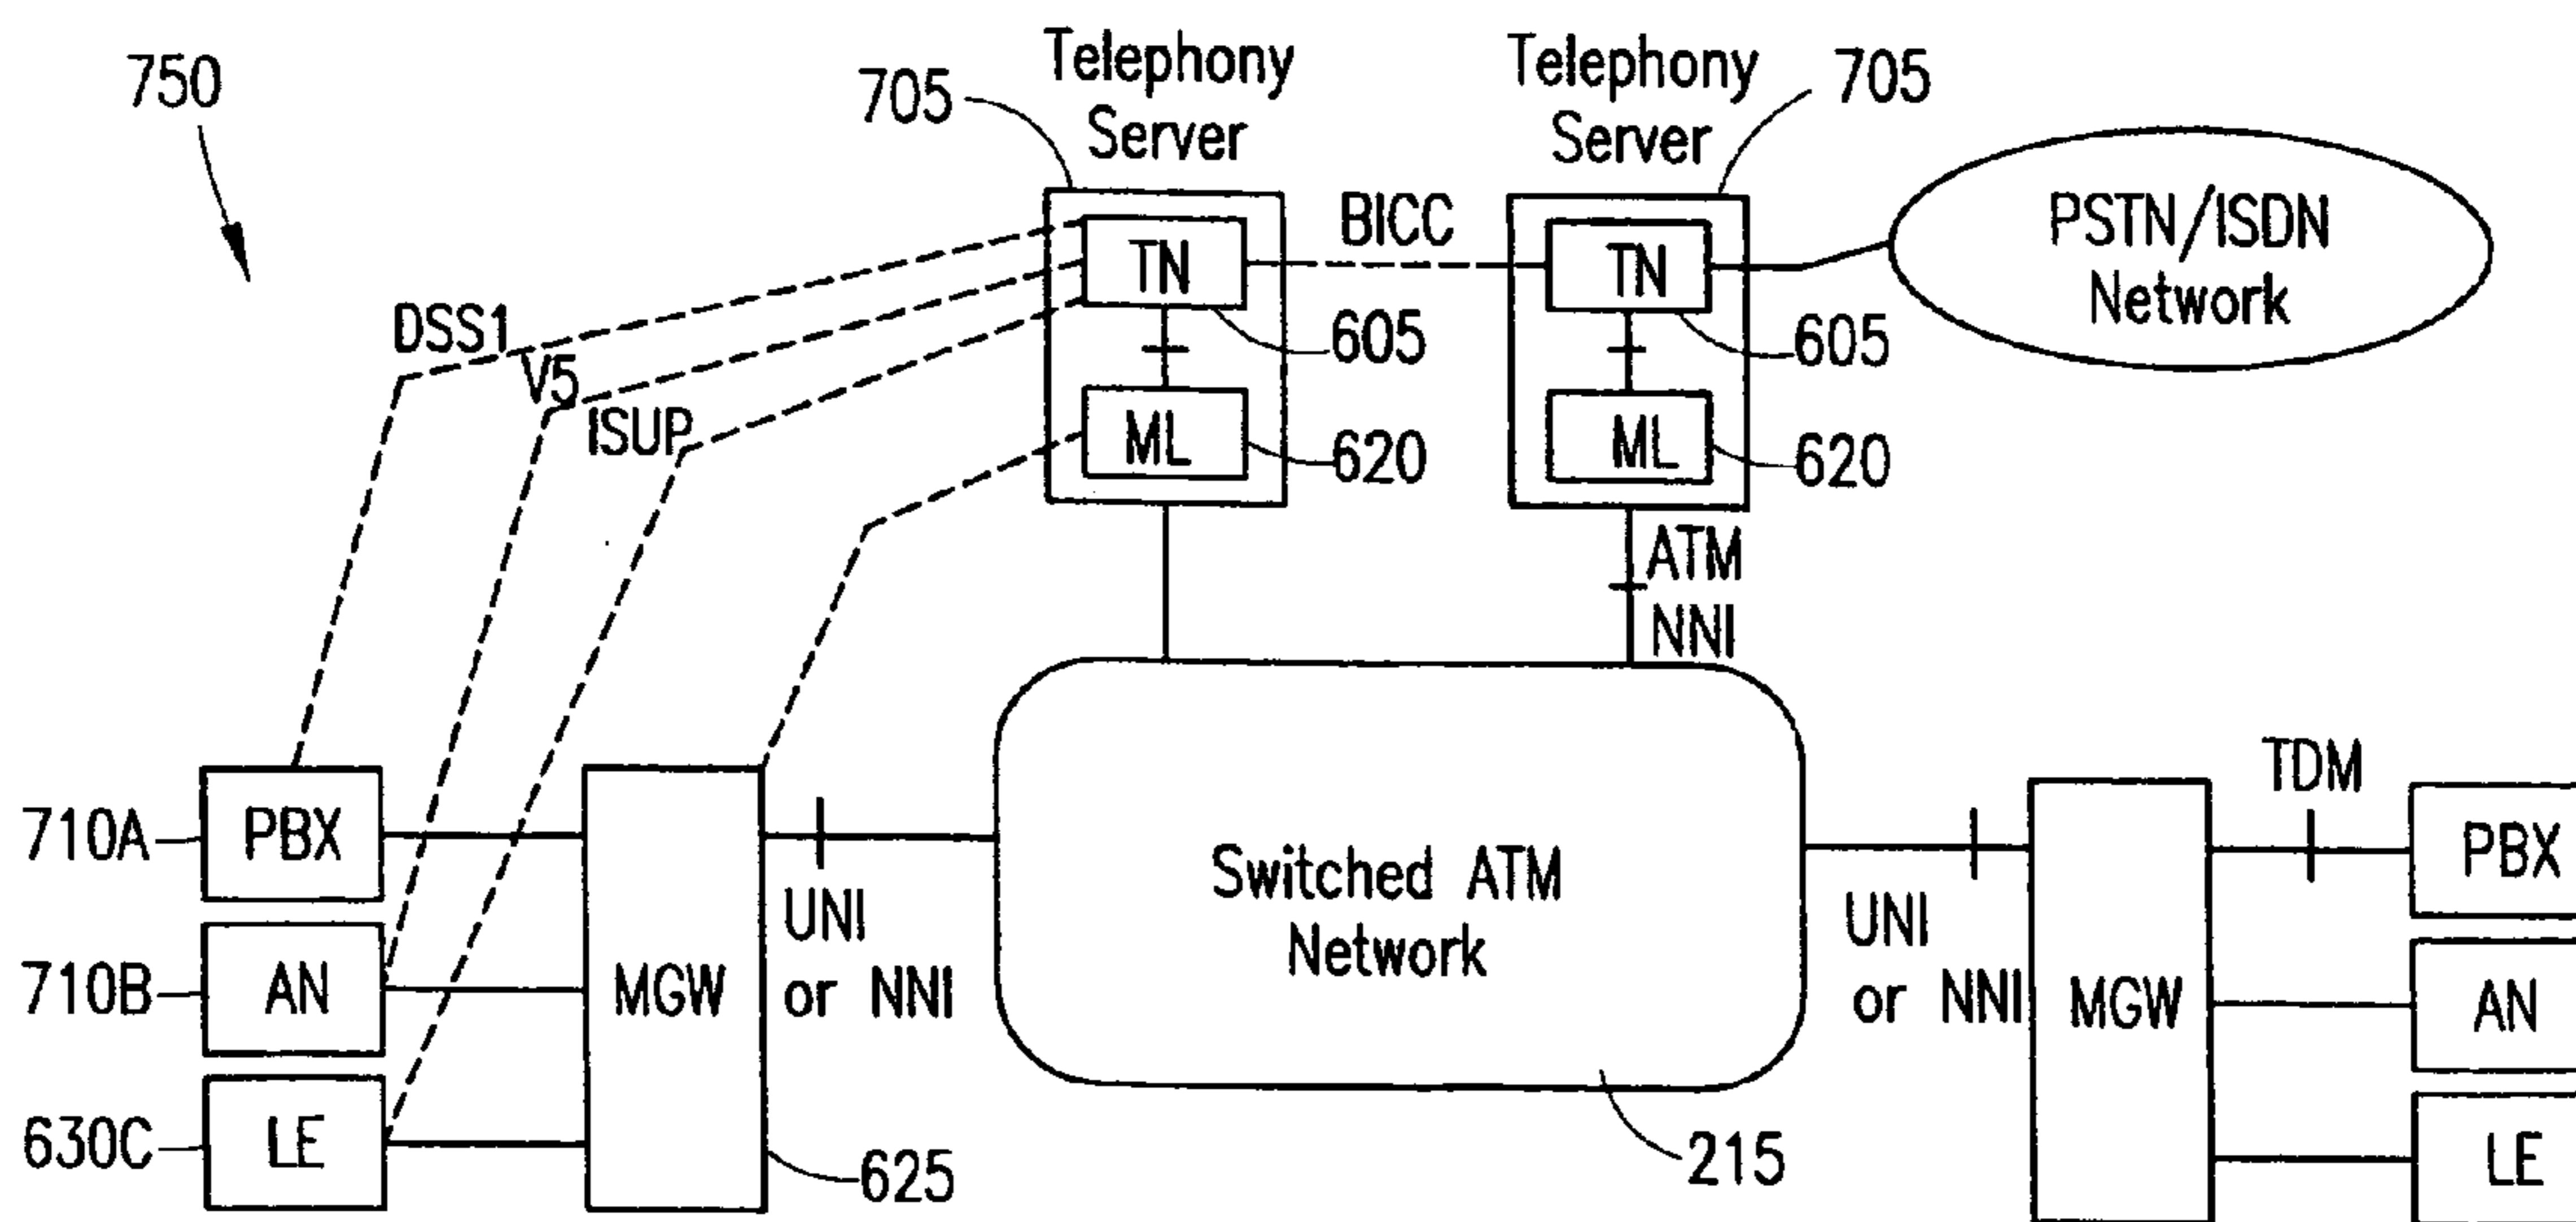 750
705
Telephony
Server
Telephony
Server
705
BICC
PSTN/ISDN
Network
TN
TN
605
605
DSS1
V5
ISUP
ML
ML
620
620
ATM
NNI
TDM
710A
PBX
UNI
or NNI
Switched ATM
Network
UNI
or NNI
PBX
710B
AN
MGW
MGW
AN
630C
LE
625
215
LE